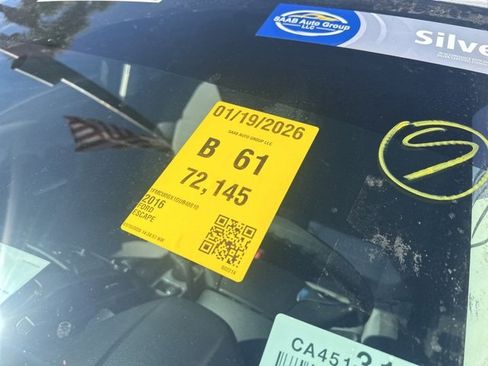 SAAB Auto Group
LLC
Silve
01/19/2026
SAAB AUTO GROUP LLC
B 61
72,145
2016
FORD
ESCAPE
S
CA451